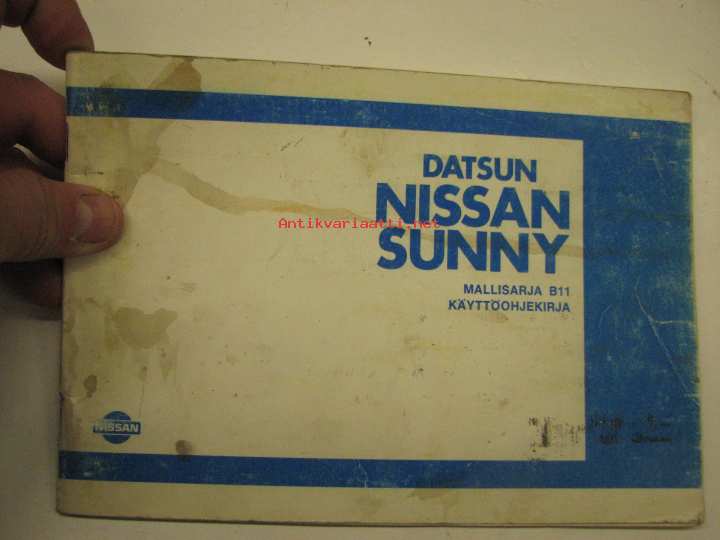 DATSUN
NISSAN
Antikvariaatti.net
SUNNY
MALLISARJA B11
KÄYTTÖOHJEKIRJA
NISSAN